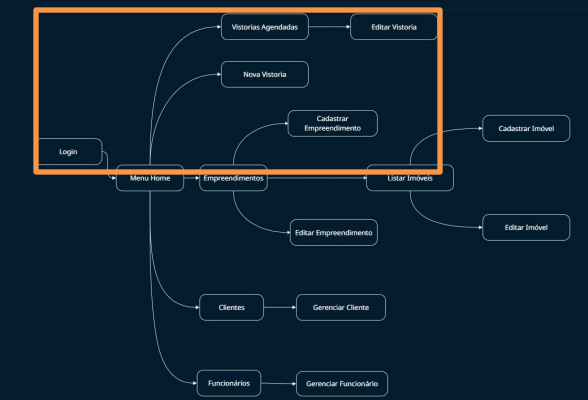 Vistorias Agendadas
Editar Vistoria
Nova Vistoria
Cadastrar
Empreendimento
Cadastrar Imóvel
Login
Menu Home
Empreendimentos
Listar Imóveis
Editar Empreendimento
Editar Imóvel
Clientes
Gerenciar Cliente
Funcionários
Gerenciar Funcionário